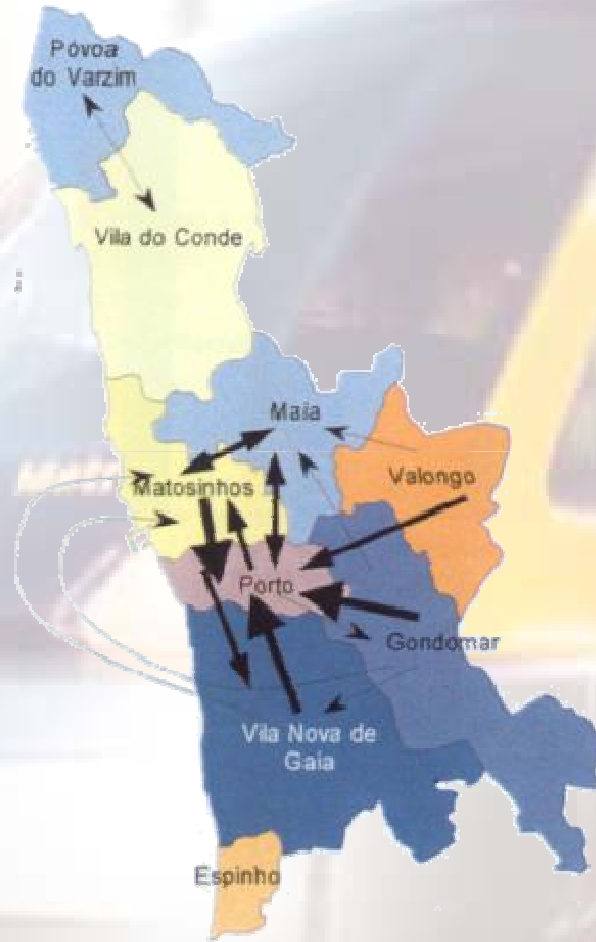 Póvoa
do Varzim
Vila do Conde
Maia
Matosinhos
Valongo
Porto
Gondomar
Vila Nova de
Gaia
Espinho